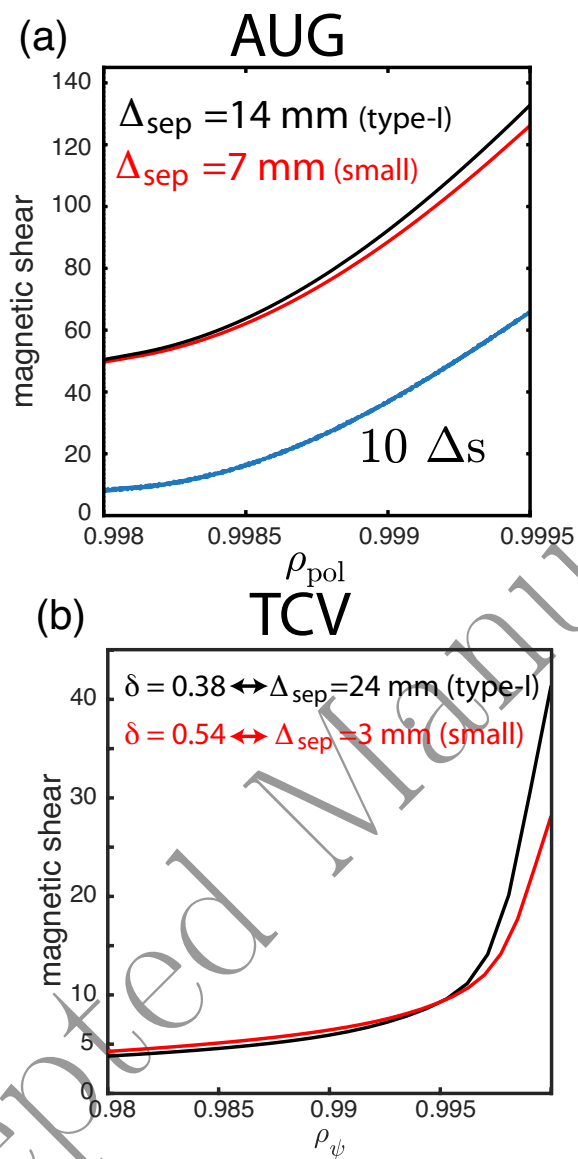 (a) AUG
140
120
100
80
60
40
20
0
magnetic shear
Δsep =14 mm (type-I)
Δsep =7 mm (small)
10 Δs
0.998 0.9985 0.999 0.9995
ρpol
(b) TCV
40
30
20
10
5
0
magnetic shear
δ = 0.38 ↔ Δsep =24 mm (type-I)
δ = 0.54 ↔ Δsep =3 mm (small)
0.98 0.985 0.99 0.995
ρψ
epted Manu